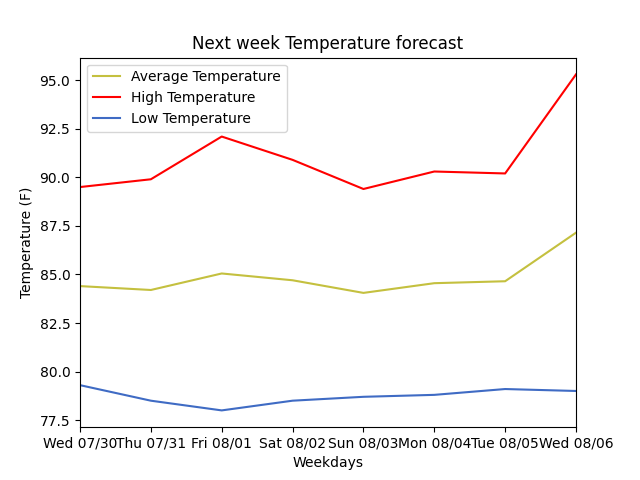 Next week Temperature forecast
Average Temperature
High Temperature
Low Temperature
95.0
92.5
90.0
87.5
85.0
82.5
80.0
77.5
Temperature (F)
Wed 07/30 Thu 07/31 Fri 08/01 Sat 08/02 Sun 08/03 Mon 08/04 Tue 08/05 Wed 08/06
Weekdays